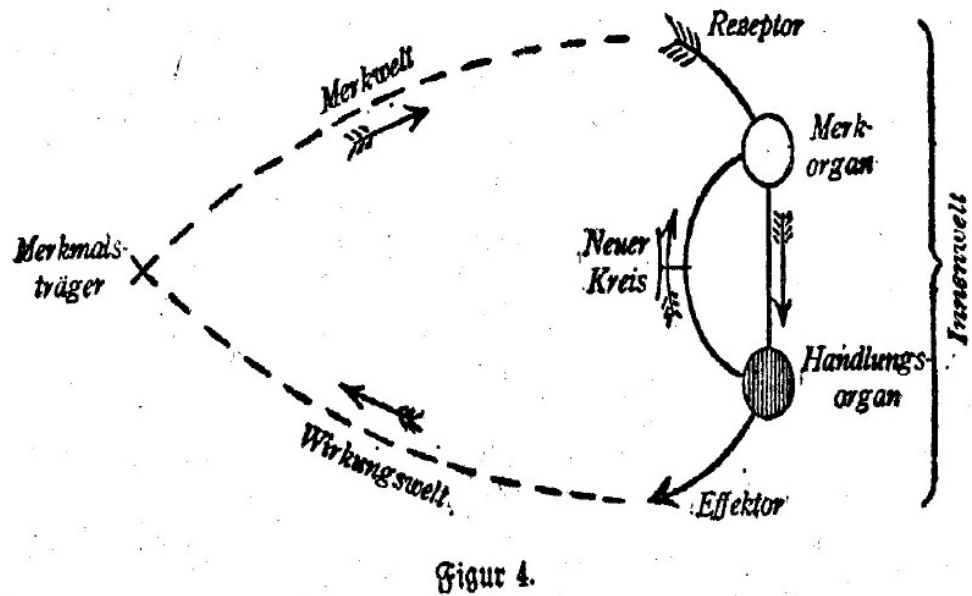 Rezeptor
Merkwelt
Merk-
organ
Merkmals-
träger
Neuer
Kreis
Innenwelt
Handlungs-
organ
Wirkungswelt.
Effektor
Figur 4.